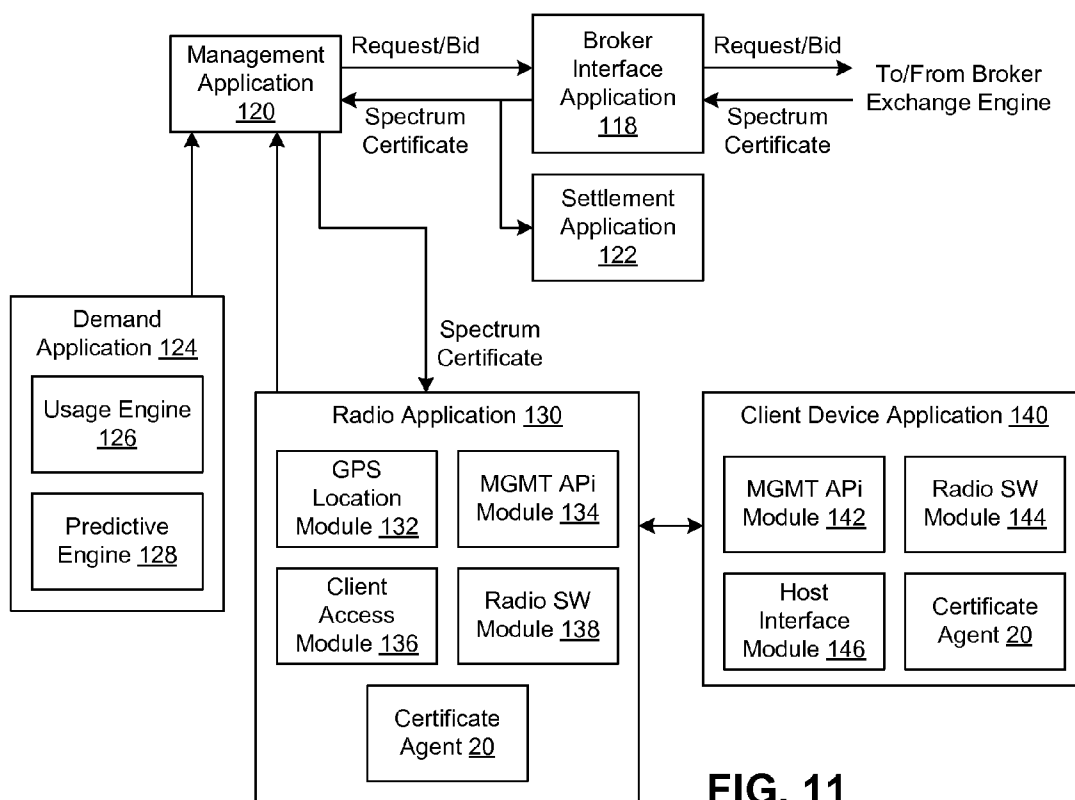 Management
Application
120
Request/Bid
Spectrum
Certificate
Broker
Interface
Application
118
Request/Bid
Spectrum
Certificate
To/From Broker
Exchange Engine
Settlement
Application
122
Demand
Application 124
Usage Engine
126
Predictive
Engine 128
Spectrum
Certificate
Radio Application 130
GPS
Location
Module 132
MGMT APi
Module 134
Client
Access
Module 136
Radio SW
Module 138
Certificate
Agent 20
Client Device Application 140
MGMT APi
Module 142
Radio SW
Module 144
Host
Interface
Module 146
Certificate
Agent 20
FIG. 11